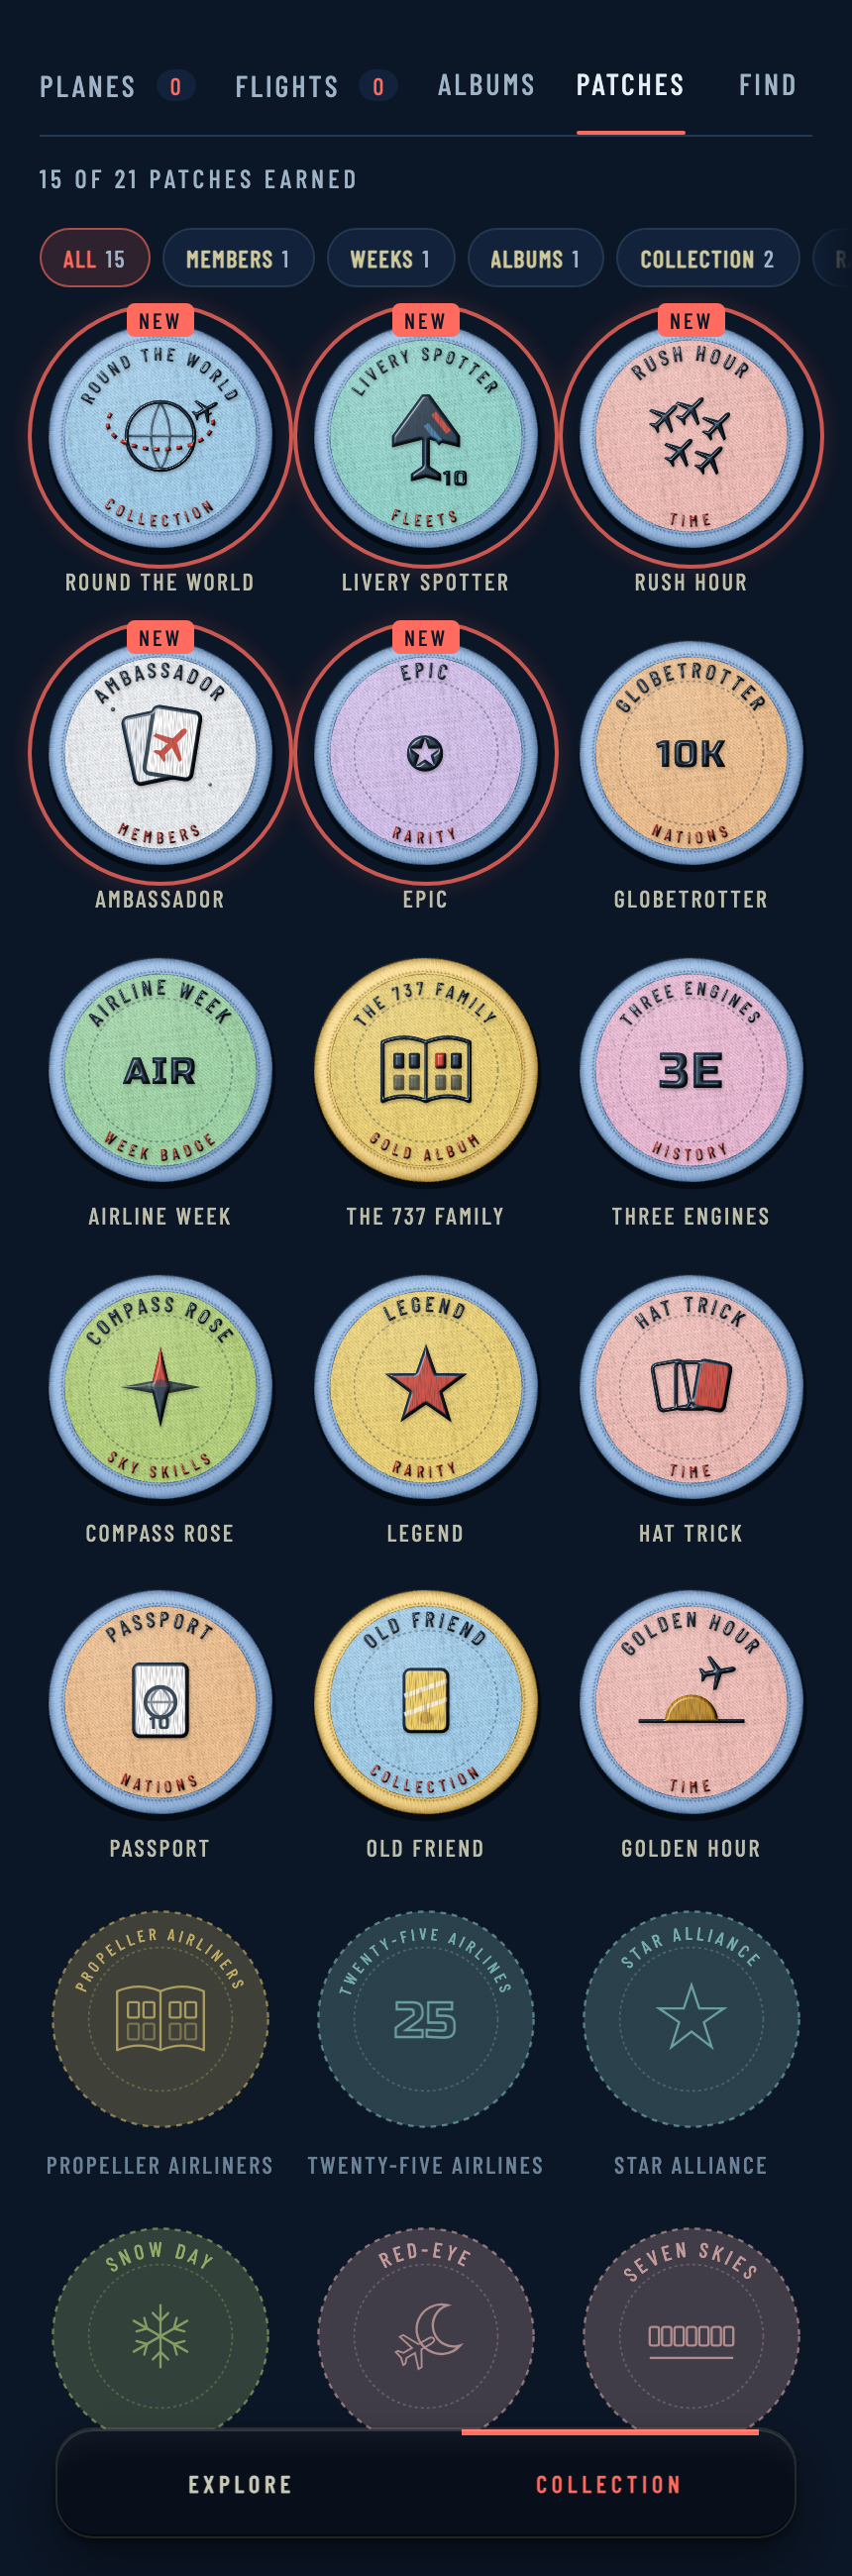 PLANES 0 FLIGHTS 0 ALBUMS PATCHES FIND
15 OF 21 PATCHES EARNED
ALL 15 MEMBERS 1 WEEKS 1 ALBUMS 1 COLLECTION 2
NEW NEW NEW
ROUND THE WORLD LIVERY SPOTTER RUSH HOUR
10
COLLECTION FLEETS TIME
ROUND THE WORLD LIVERY SPOTTER RUSH HOUR
NEW NEW
AMBASSADOR EPIC GLOBETROTTER
10K
MEMBERS RARITY NATIONS
AMBASSADOR EPIC GLOBETROTTER
AIRLINE WEEK THE 737 FAMILY THREE ENGINES
AIR 3E
WEEK BADGE GOLD ALBUM HISTORY
AIRLINE WEEK THE 737 FAMILY THREE ENGINES
COMPASS ROSE LEGEND HAT TRICK
SKY SKILLS RARITY TIME
COMPASS ROSE LEGEND HAT TRICK
PASSPORT OLD FRIEND GOLDEN HOUR
10
NATIONS COLLECTION TIME
PASSPORT OLD FRIEND GOLDEN HOUR
PROPELLER AIRLINERS TWENTY-FIVE AIRLINES STAR ALLIANCE
25
PROPELLER AIRLINERS TWENTY-FIVE AIRLINES STAR ALLIANCE
SNOW DAY RED-EYE SEVEN SKIES
EXPLORE COLLECTION